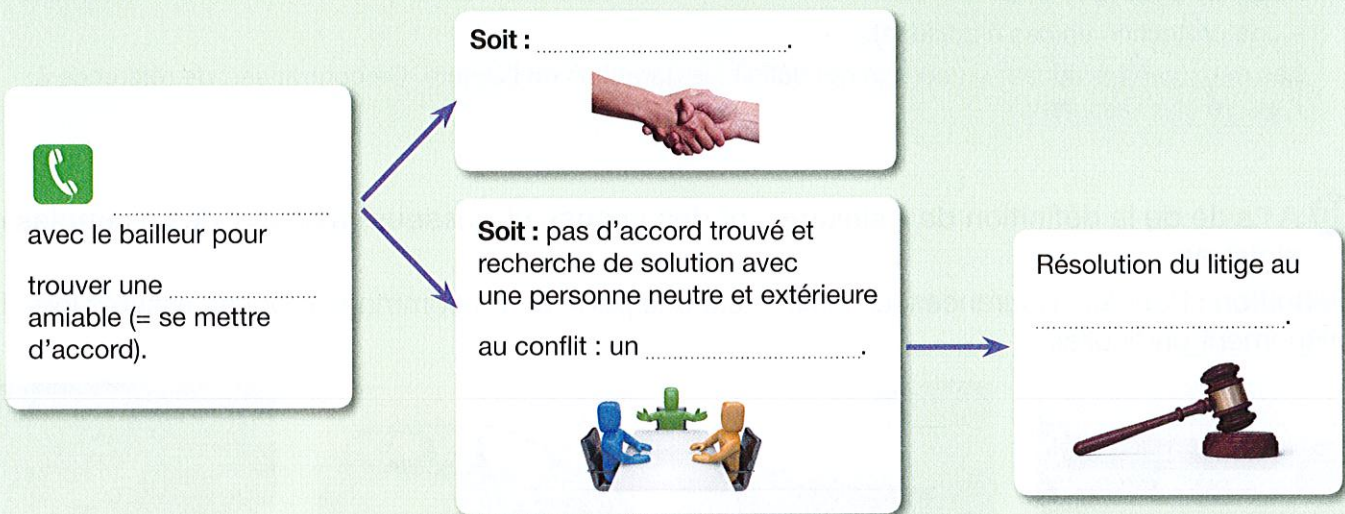 Soit : ..............................
avec le bailleur pour
trouver une ....................
amiable (= se mettre
d'accord).
Soit : pas d'accord trouvé et
recherche de solution avec
une personne neutre et extérieure
au conflit : un ..............................
Résolution du litige au
..............................